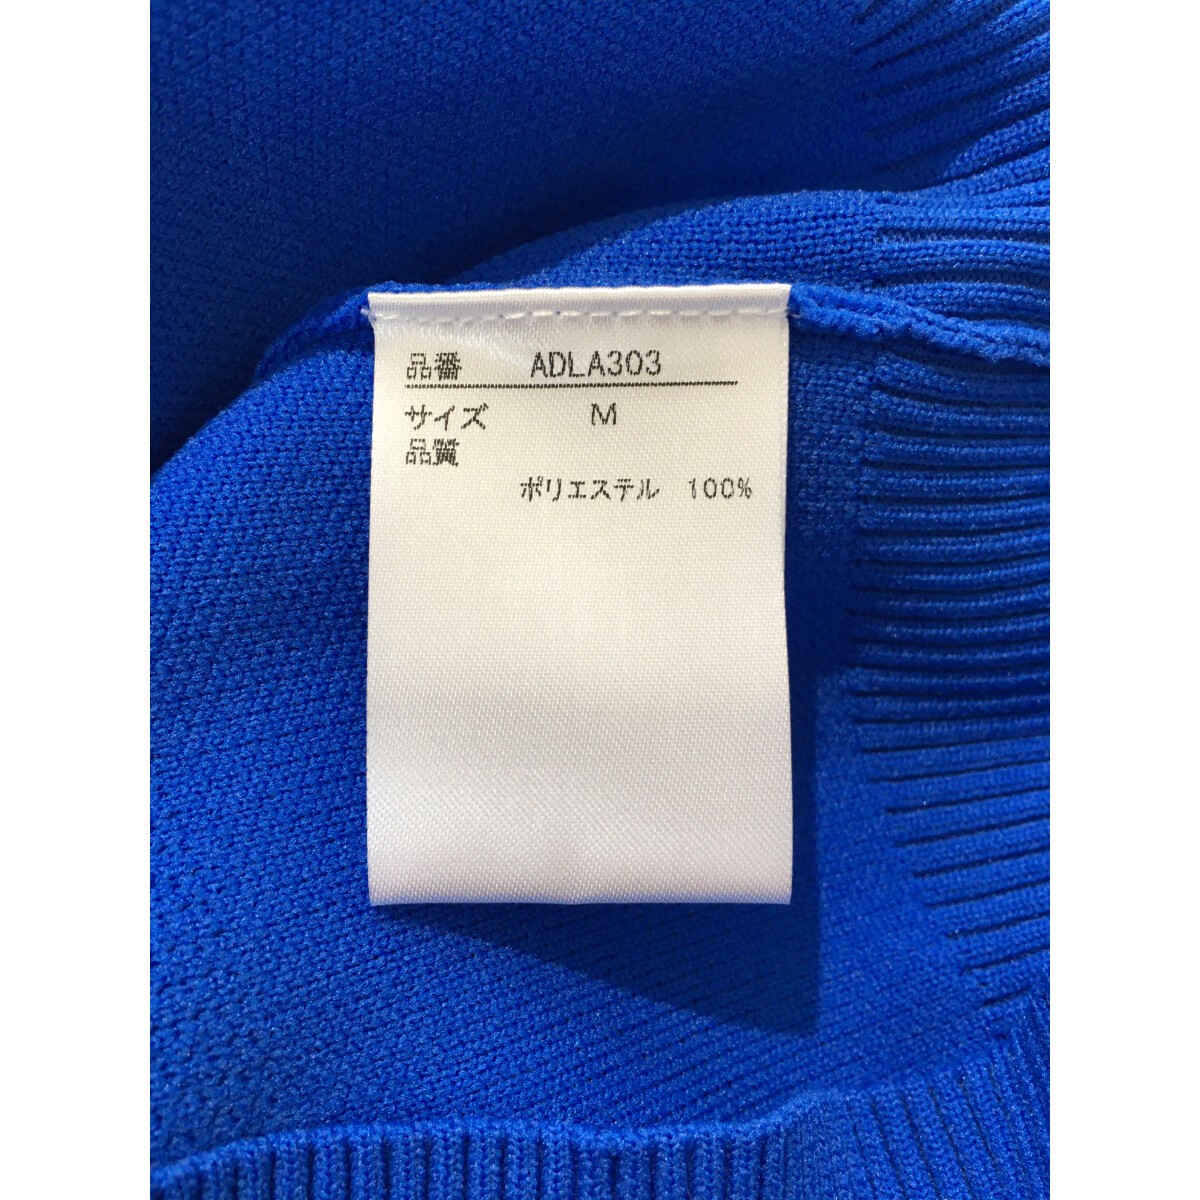 品番 ADLA303
サイズ M
品質
ポリエステル 100%